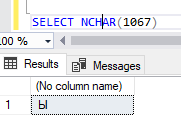 SELECT NCHAR(1067)
00 %
Results Messages
(No column name)
1 Ы